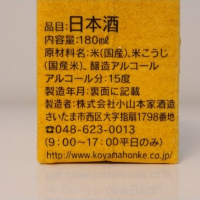 品目:日本酒
内容量:180㎖
原材料名:米(国産)、米こうじ
(国産米)、醸造アルコール
アルコール分:15度
製造年月:裏面に記載
製造者:株式会社小山本家酒造
さいたま市西区大字指扇1798番地
☎048-623-0013
(9:00〜17:00平日のみ)
http://www.koyamahonke.co.jp/